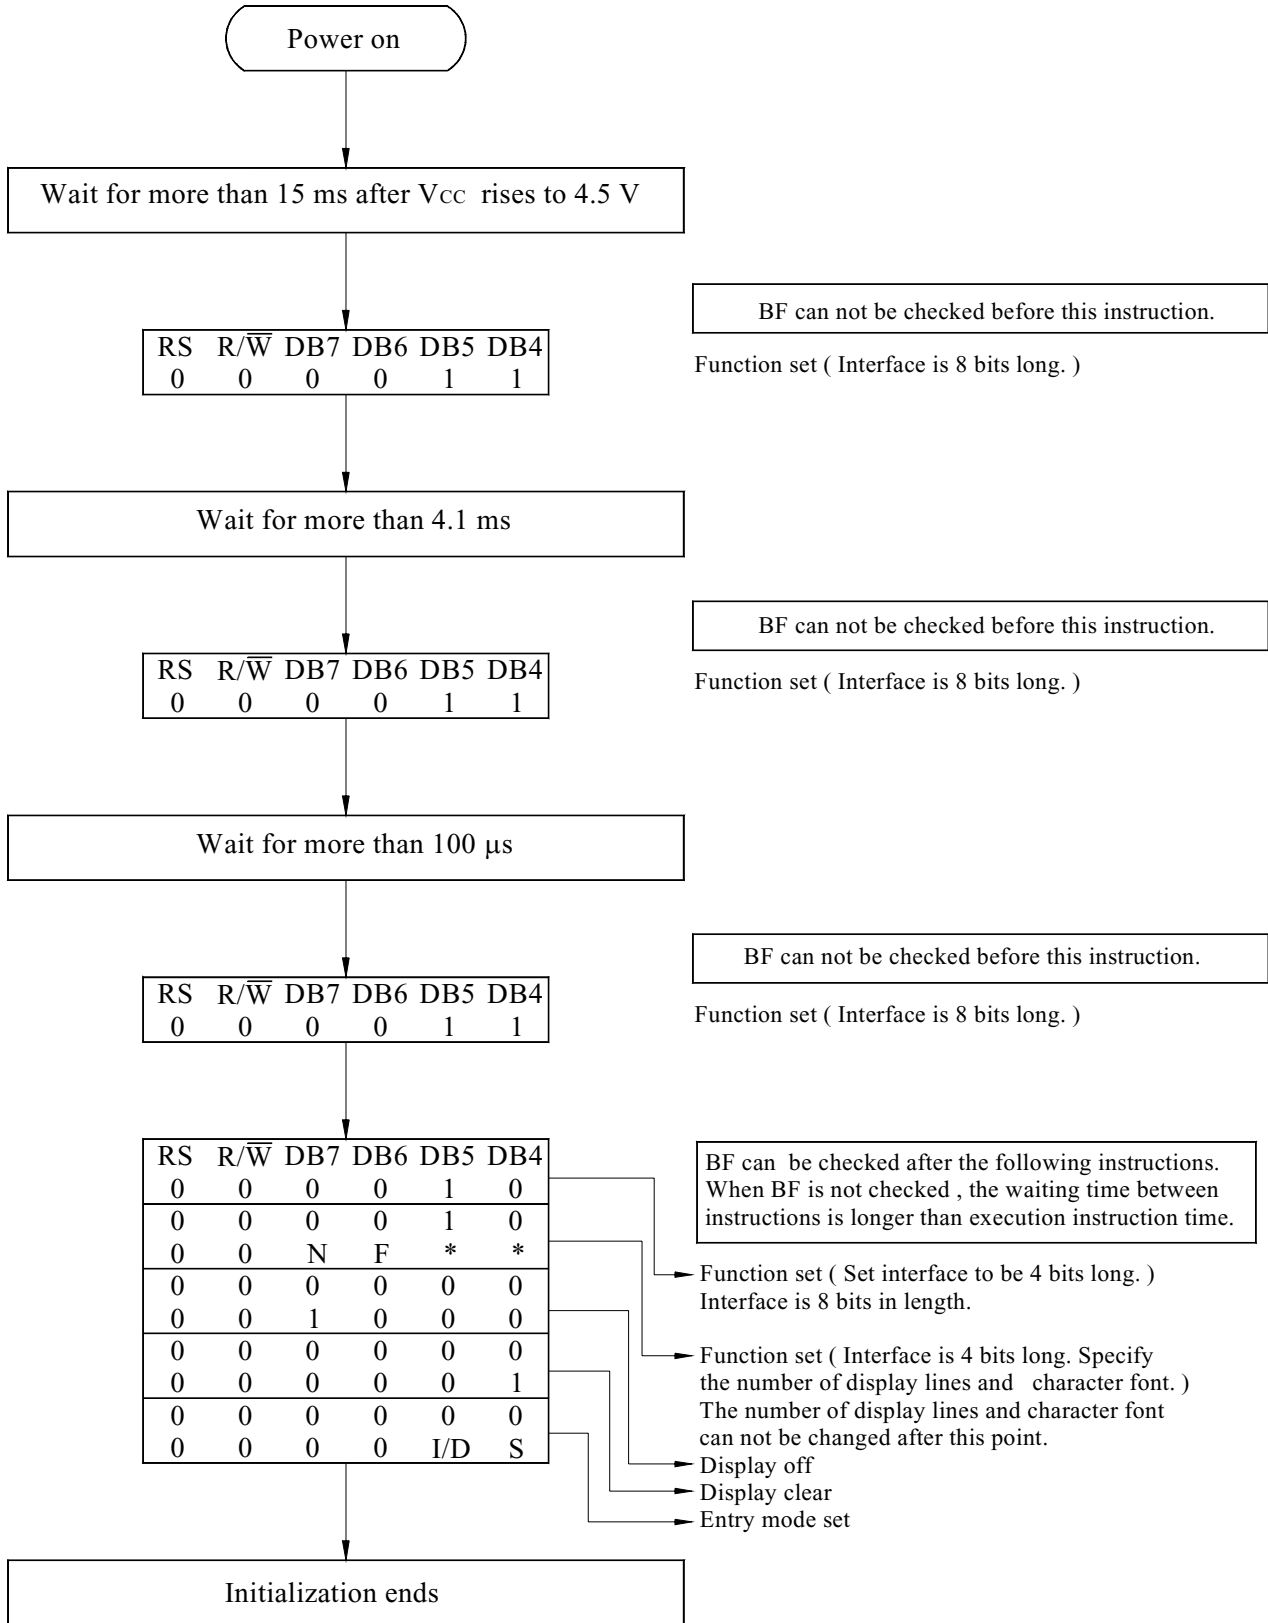 Power on
Wait for more than 15 ms after VCC rises to 4.5 V
BF can not be checked before this instruction.
RS R/W̅ DB7 DB6 DB5 DB4
0 0 0 0 1 1
Function set ( Interface is 8 bits long. )
Wait for more than 4.1 ms
BF can not be checked before this instruction.
RS R/W̅ DB7 DB6 DB5 DB4
0 0 0 0 1 1
Function set ( Interface is 8 bits long. )
Wait for more than 100 μs
BF can not be checked before this instruction.
RS R/W̅ DB7 DB6 DB5 DB4
0 0 0 0 1 1
Function set ( Interface is 8 bits long. )
RS R/W̅ DB7 DB6 DB5 DB4
0 0 0 0 1 0
0 0 0 0 1 0
0 0 N F * *
0 0 0 0 0 0
0 0 1 0 0 0
0 0 0 0 0 0
0 0 0 0 0 1
0 0 0 0 0 0
0 0 0 0 I/D S
BF can be checked after the following instructions.
When BF is not checked , the waiting time between
instructions is longer than execution instruction time.
Function set ( Set interface to be 4 bits long. )
Interface is 8 bits in length.
Function set ( Interface is 4 bits long. Specify
the number of display lines and character font. )
The number of display lines and character font
can not be changed after this point.
Display off
Display clear
Entry mode set
Initialization ends